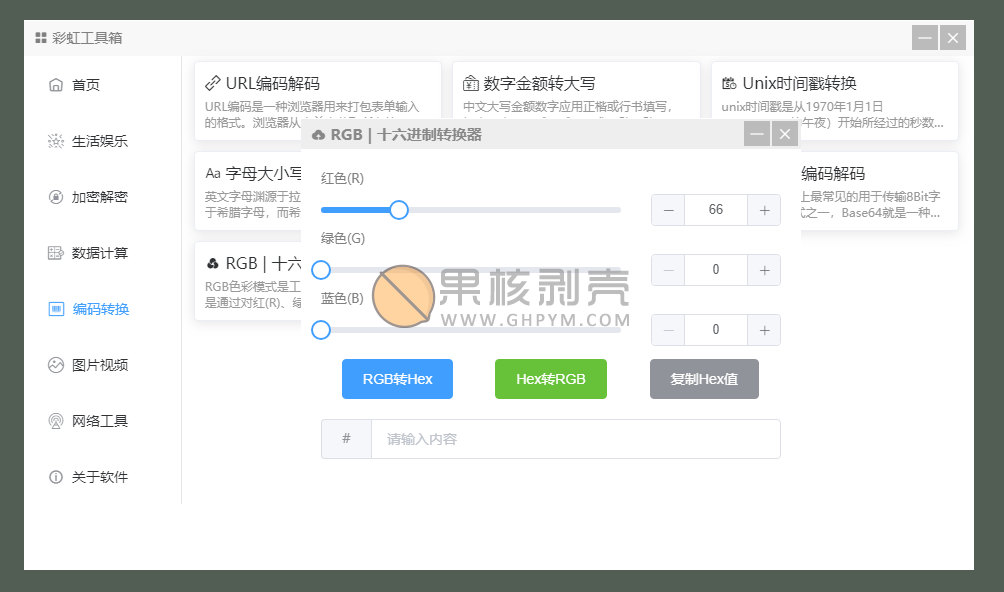 彩虹工具箱
首页
生活娱乐
加密解密
数据计算
编码转换
图片视频
网络工具
关于软件
URL编码解码
URL编码是一种浏览器用来打包表单输入
的格式。浏览器从
数字金额转大写
中文大写金额数字应用正楷或行书填写，
Unix时间戳转换
unix时间戳是从1970年1月1日
午夜）开始所经过的秒数...
Aa 字母大小写
英文字母渊源于拉
于希腊字母，而希
编码解码
上最常见的用于传输8Bit字
式之一，Base64就是一种...
RGB | 十六
RGB色彩模式是工
是通过对红(R)、绿
RGB | 十六进制转换器
红色(R)
66
绿色(G)
0
蓝色(B)
0
果核剥壳
WWW.GHPYM.COM
RGB转Hex
Hex转RGB
复制Hex值
#
请输入内容